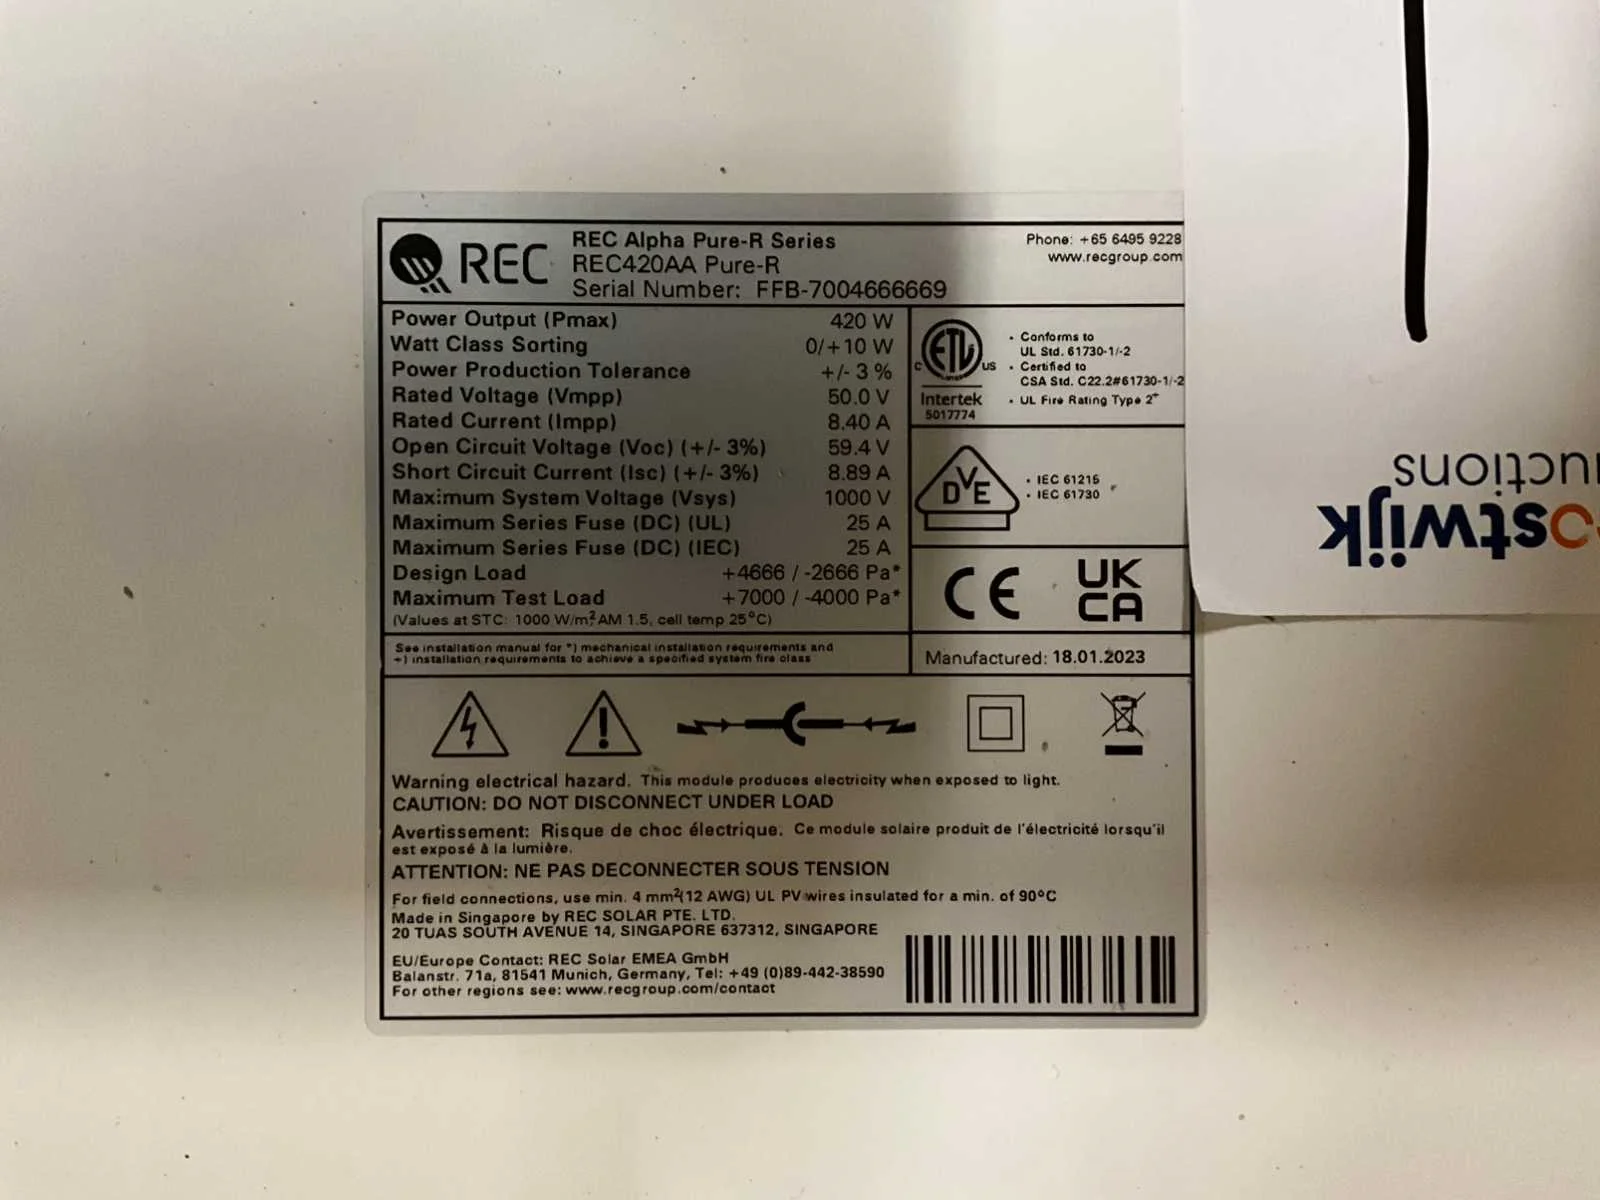 REC
REC Alpha Pure-R Series
REC420AA Pure-R
Serial Number: FFB-7004666669
Phone: +65 6495 9228
www.recgroup.com
Power Output (Pmax) 420 W
Watt Class Sorting 0/+10 W
Power Production Tolerance +/- 3 %
Rated Voltage (Vmpp) 50.0 V
Rated Current (Impp) 8.40 A
Open Circuit Voltage (Voc) (+/- 3%) 59.4 V
Short Circuit Current (Isc) (+/- 3%) 8.89 A
Maximum System Voltage (Vsys) 1000 V
Maximum Series Fuse (DC) (UL) 25 A
Maximum Series Fuse (DC) (IEC) 25 A
Design Load +4666 / -2666 Pa*
Maximum Test Load +7000 / -4000 Pa*
(Values at STC: 1000 W/m², AM 1.5, cell temp 25°C)
See installation manual for *) mechanical installation requirements and
+) installation requirements to achieve a specified system fire class
C ETL US
Intertek
5017774
• Conforms to
UL Std. 61730-1/-2
• Certified to
CSA Std. C22.2#61730-1/-2
• UL Fire Rating Type 2+
DVE
• IEC 61215
• IEC 61730
CE
UK
CA
Manufactured: 18.01.2023
Warning electrical hazard. This module produces electricity when exposed to light.
CAUTION: DO NOT DISCONNECT UNDER LOAD
Avertissement: Risque de choc électrique. Ce module solaire produit de l'électricité lorsqu'il
est exposé à la lumière.
ATTENTION: NE PAS DECONNECTER SOUS TENSION
For field connections, use min. 4 mm²(12 AWG) UL PV wires insulated for a min. of 90°C
Made in Singapore by REC SOLAR PTE. LTD.
20 TUAS SOUTH AVENUE 14, SINGAPORE 637312, SINGAPORE
EU/Europe Contact: REC Solar EMEA GmbH
Balanstr. 71a, 81541 Munich, Germany, Tel: +49 (0)89-442-38590
For other regions see: www.recgroup.com/contact
ostwijk
uctions